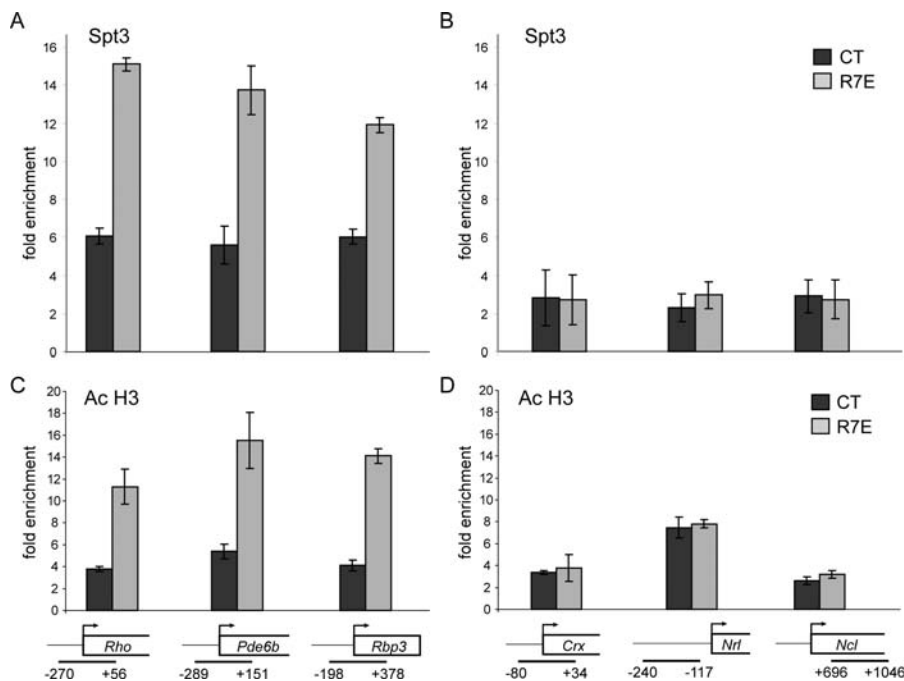 A
Spt3
fold enrichment
16
14
12
10
8
6
4
2
0
B
Spt3
CT
R7E
fold enrichment
16
14
12
10
8
6
4
2
0
C
Ac H3
fold enrichment
20
18
16
14
12
10
8
6
4
2
0
Rho
Pde6b
Rbp3
-270 +56
-289 +151
-198 +378
D
Ac H3
CT
R7E
fold enrichment
20
18
16
14
12
10
8
6
4
2
0
Crx
Nrl
Ncl
-80 +34
-240 -117
+696 +1046